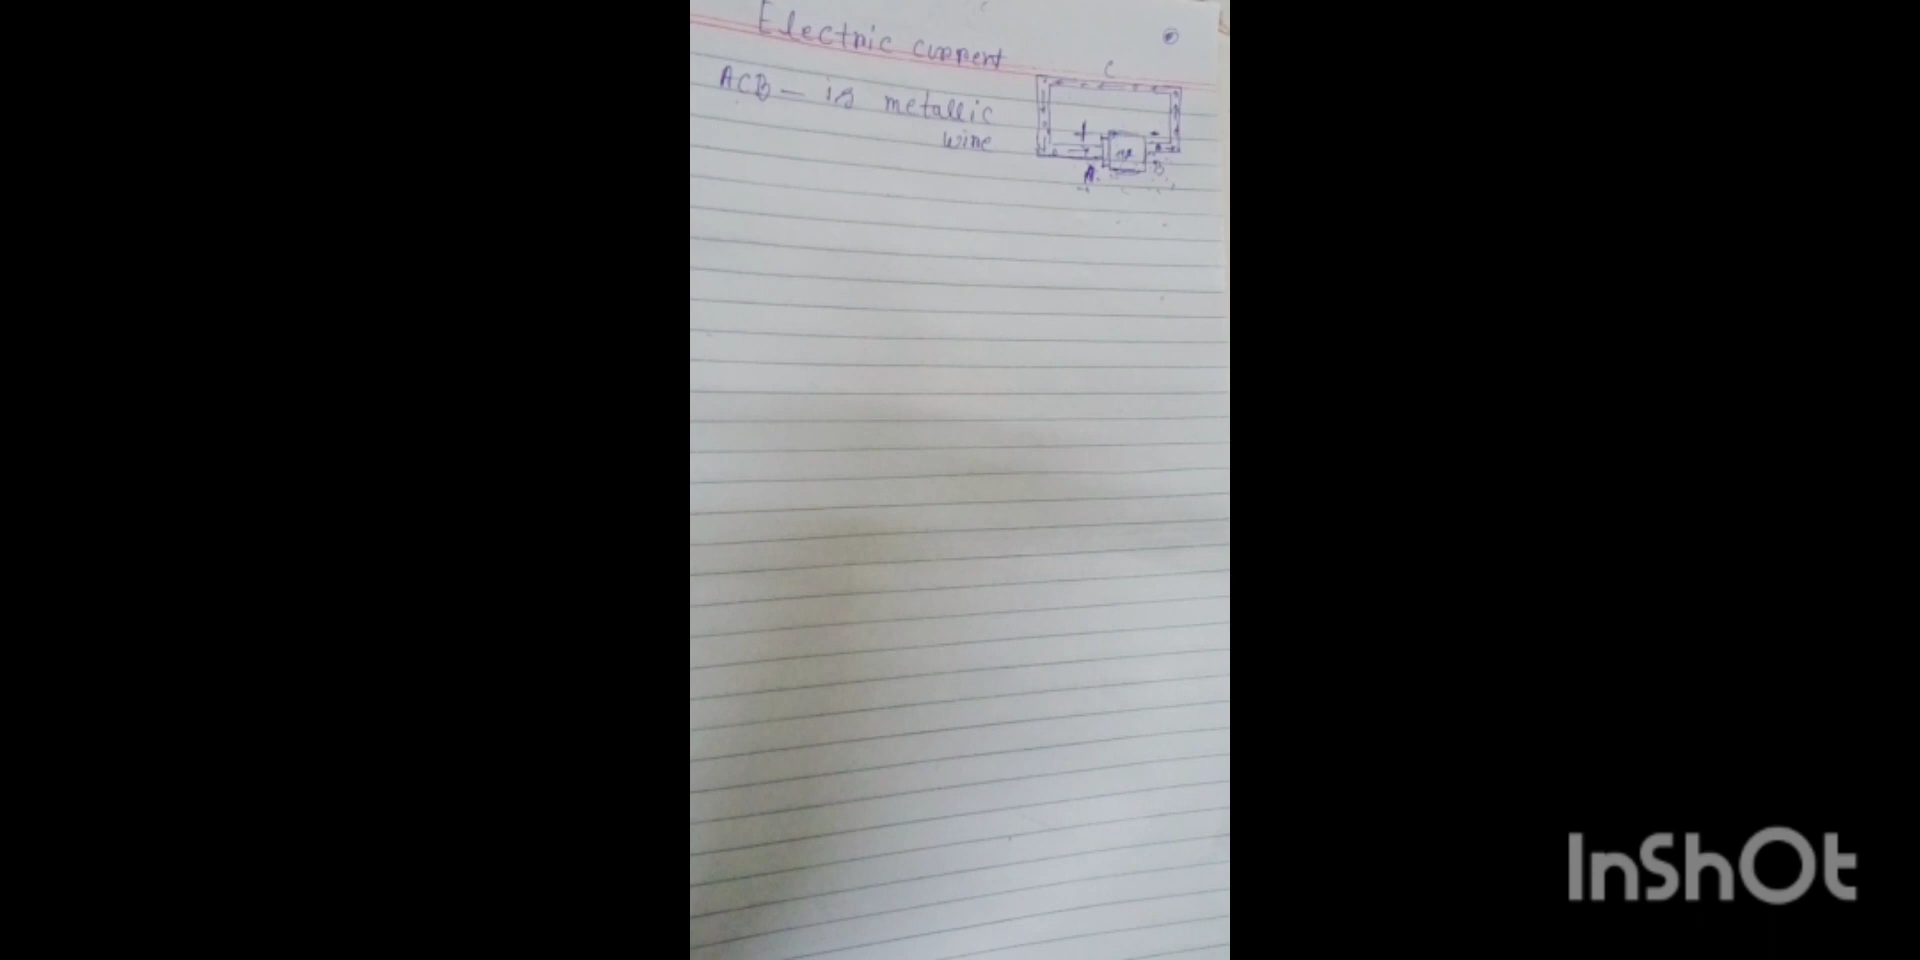 Electric current
C
ACB - is metallic
wire
+ -
A B
InShOt